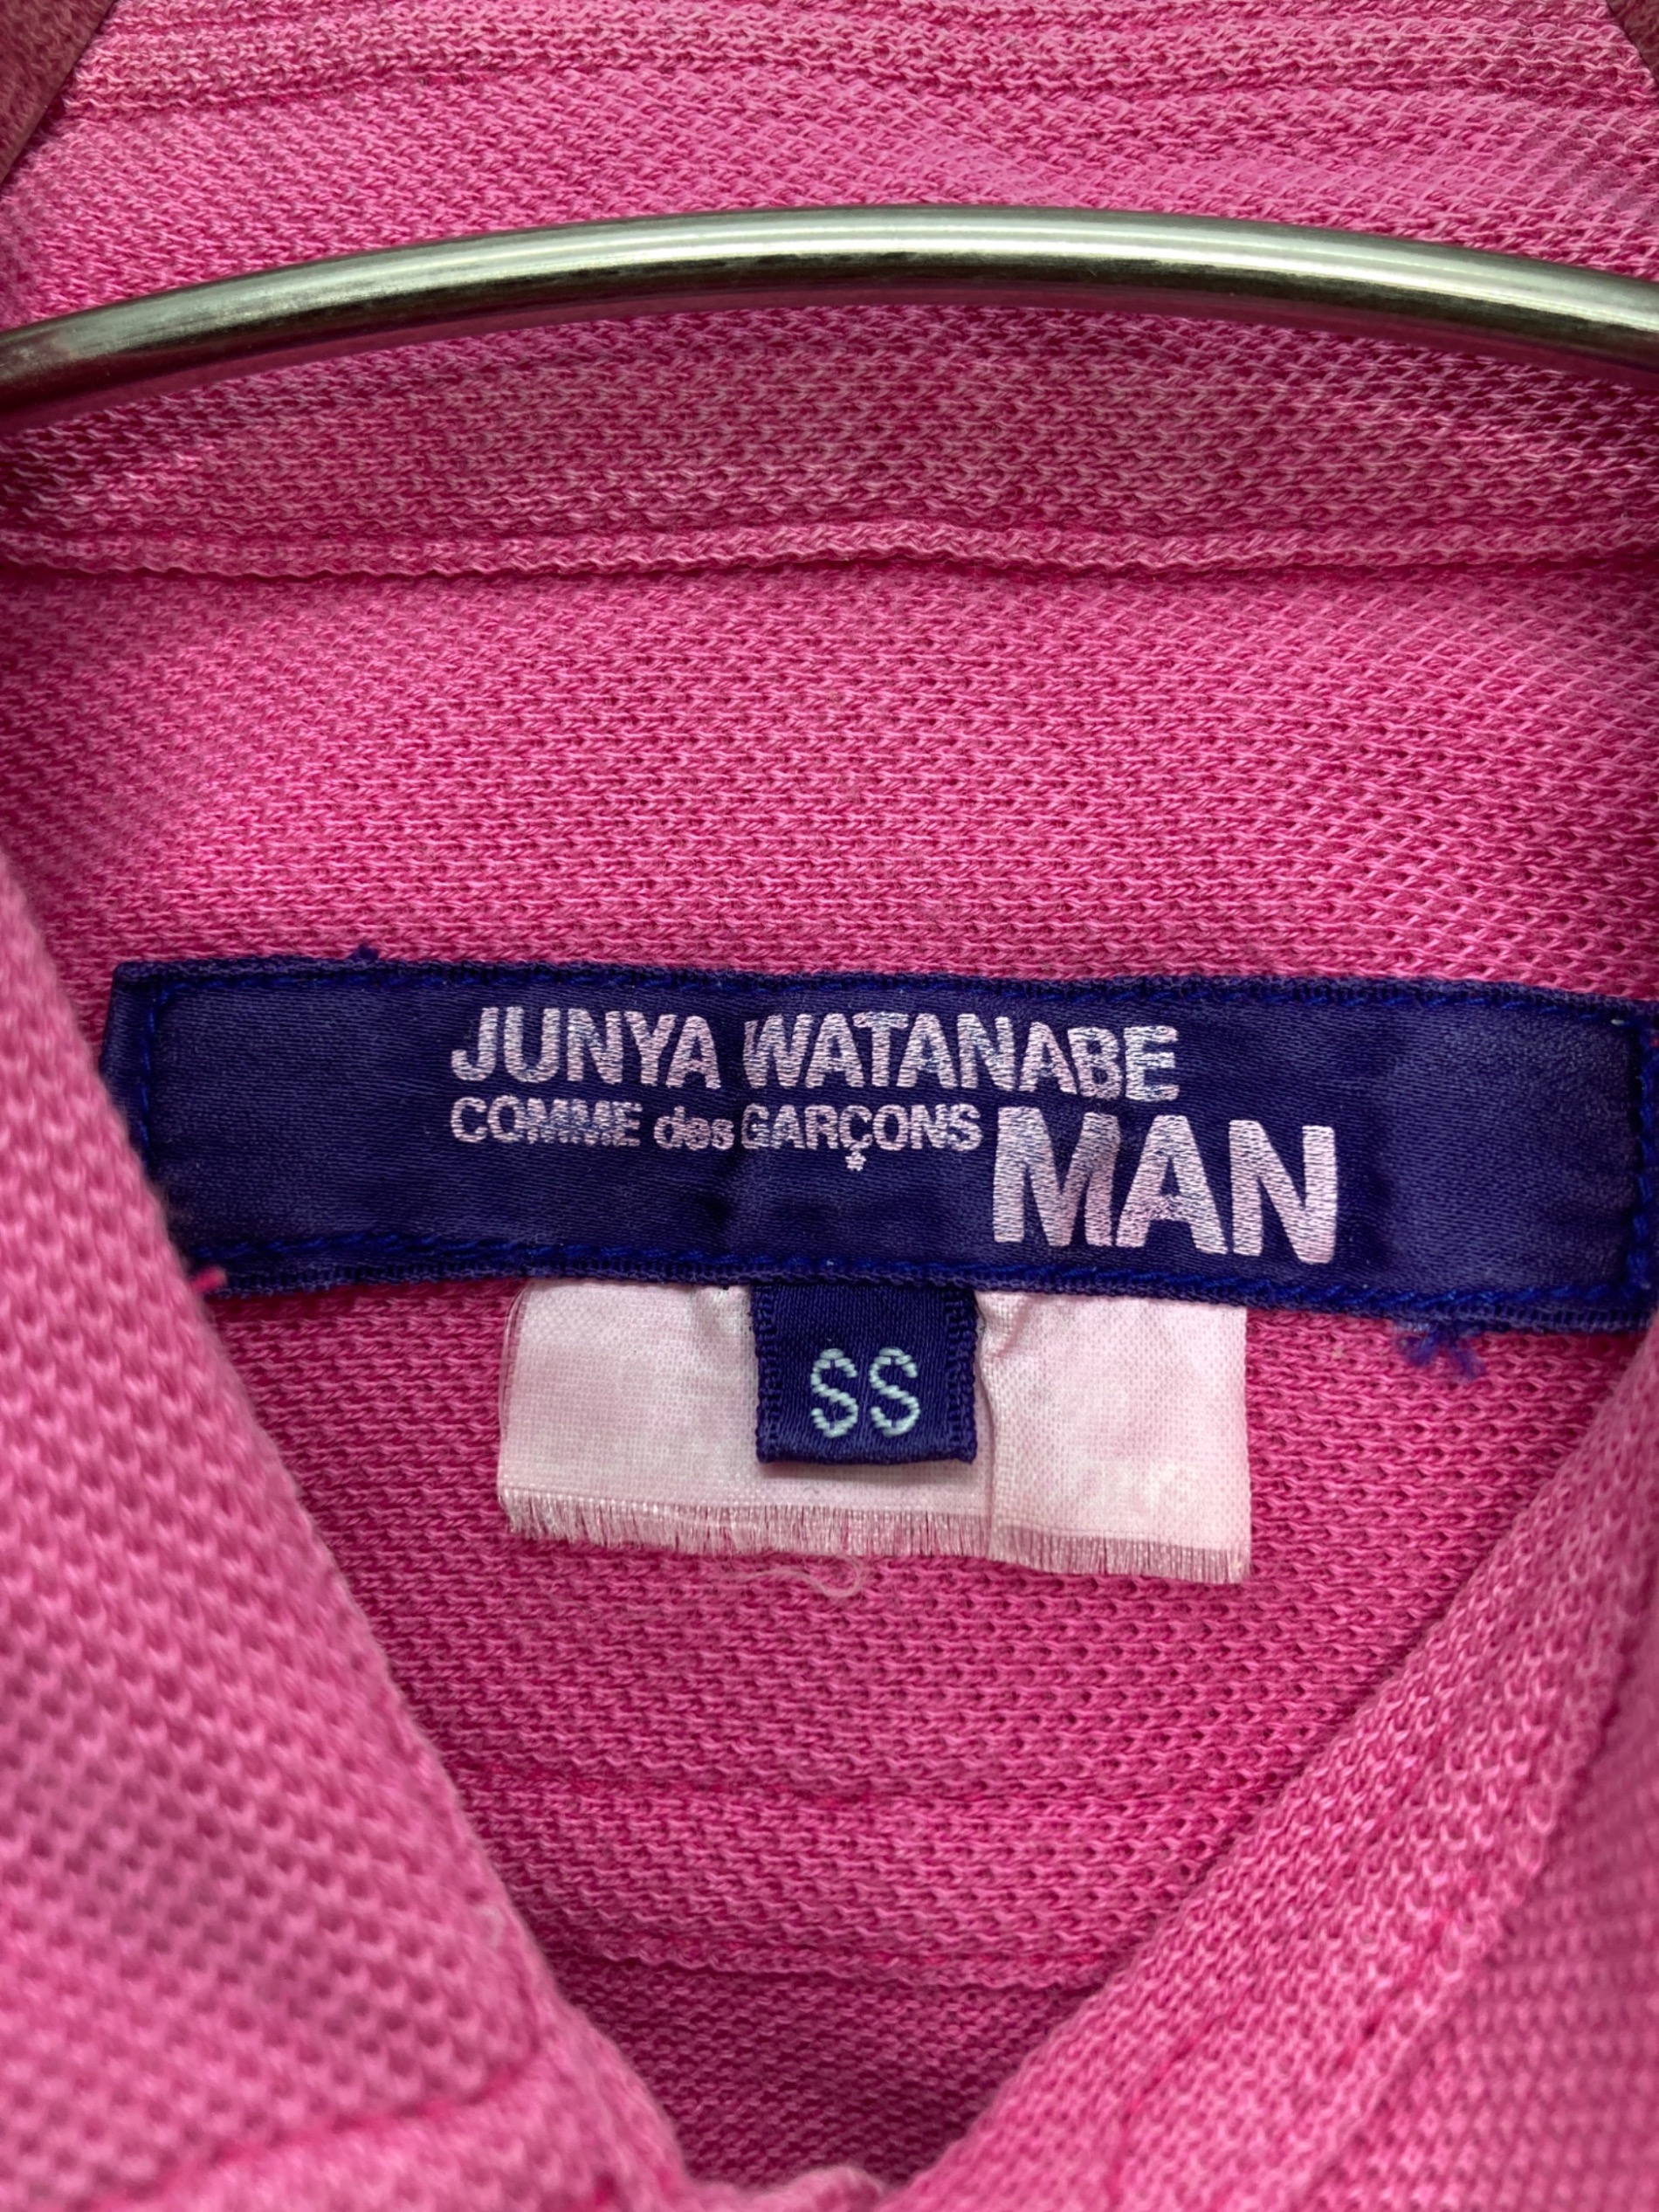 JUNYA WATANABE
COMME des GARÇONS MAN
SS